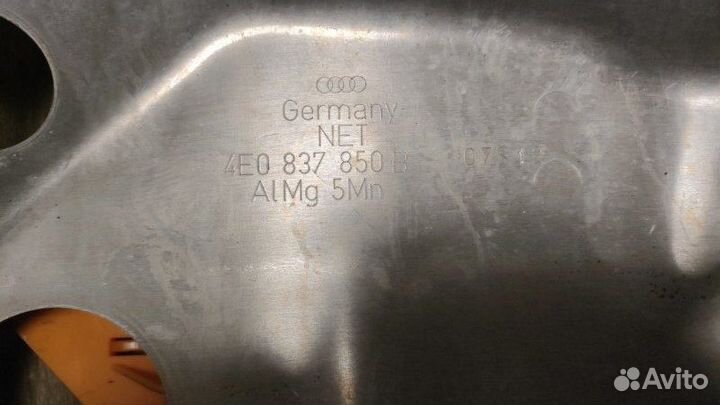 Germany
NET
4E0 837 850 B
AlMg 5Mn
Avito